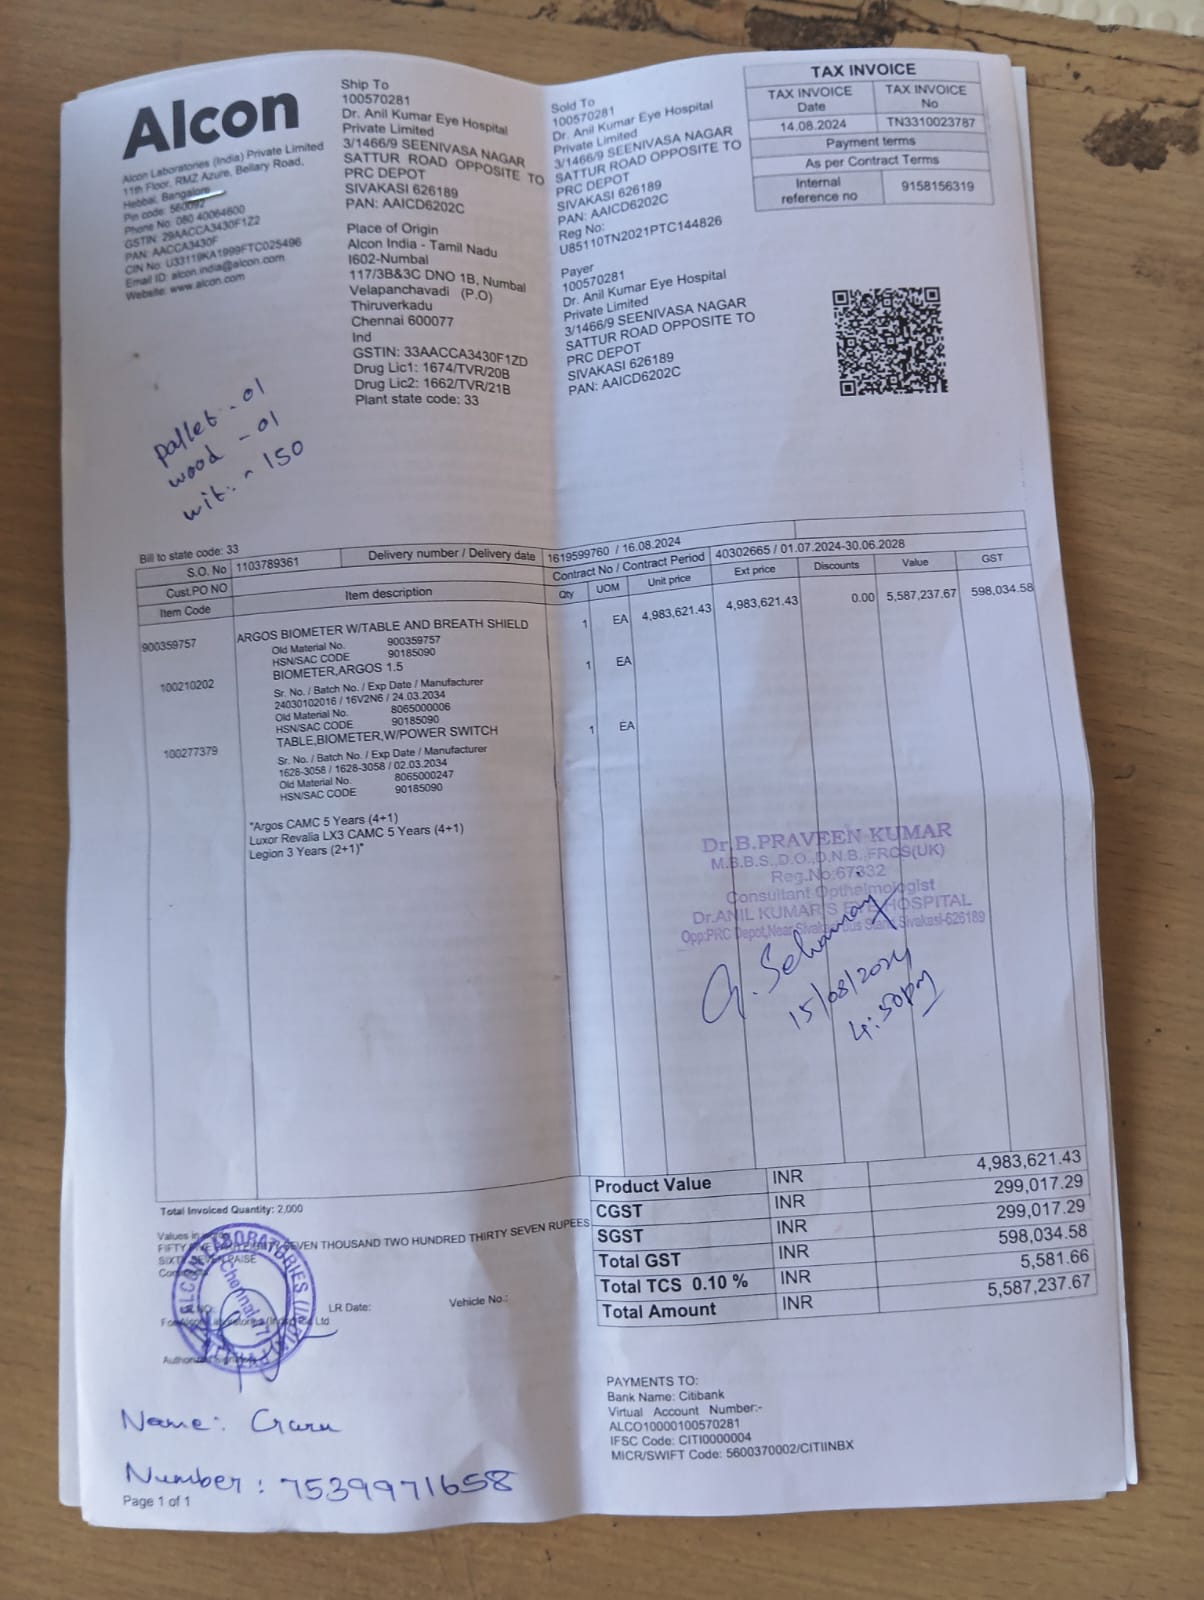 Alcon
Alcon Laboratories (India) Private Limited
11th Floor, RMZ Azure, Bellary Road,
Hebbal, Bangalore
Pin code: 560092
Phone No: 080 40064600
GSTIN: 29AACCA3430F1Z2
PAN: AACCA3430F
CIN No: U33119KA1999FTC025496
Email ID: alcon.india@alcon.com
Website: www.alcon.com
Ship To
100570281
Dr. Anil Kumar Eye Hospital
Private Limited
3/1466/9 SEENIVASA NAGAR
SATTUR ROAD OPPOSITE TO
PRC DEPOT
SIVAKASI 626189
PAN: AAICD6202C
Place of Origin
Alcon India - Tamil Nadu
I602-Numbal
117/3B&3C DNO 1B, Numbal
Velapanchavadi (P.O)
Thiruverkadu
Chennai 600077
Ind
GSTIN: 33AACCA3430F1ZD
Drug Lic1: 1674/TVR/20B
Drug Lic2: 1662/TVR/21B
Plant state code: 33
Sold To
100570281
Dr. Anil Kumar Eye Hospital
Private Limited
3/1466/9 SEENIVASA NAGAR
SATTUR ROAD OPPOSITE TO
PRC DEPOT
SIVAKASI 626189
PAN: AAICD6202C
Reg No:
U85110TN2021PTC144826
Payer
100570281
Dr. Anil Kumar Eye Hospital
Private Limited
3/1466/9 SEENIVASA NAGAR
SATTUR ROAD OPPOSITE TO
PRC DEPOT
SIVAKASI 626189
PAN: AAICD6202C
TAX INVOICE
TAX INVOICE Date TAX INVOICE No
14.08.2024 TN3310023787
Payment terms
As per Contract Terms
Internal reference no 9158156319
pallet - 01
wood - 01
wit: - 150
Bill to state code: 33
S.O. No 1103789361 Delivery number / Delivery date 1619599760 / 16.08.2024
Cust.PO NO Contract No / Contract Period 40302665 / 01.07.2024-30.06.2028
Item Code Item description Qty UOM Unit price Ext price Discounts Value GST
900359757 ARGOS BIOMETER W/TABLE AND BREATH SHIELD 1 EA 4,983,621.43 4,983,621.43 0.00 5,587,237.67 598,034.58
Old Material No. 900359757
HSN/SAC CODE 90185090
100210202 BIOMETER,ARGOS 1.5 1 EA
Sr. No. / Batch No. / Exp Date / Manufacturer
24030102016 / 16V2N6 / 24.03.2034
Old Material No. 8065000006
HSN/SAC CODE 90185090
100277379 TABLE,BIOMETER,W/POWER SWITCH 1 EA
Sr. No. / Batch No. / Exp Date / Manufacturer
1628-3058 / 1628-3058 / 02.03.2034
Old Material No. 8065000247
HSN/SAC CODE 90185090
"Argos CAMC 5 Years (4+1)
Luxor Revalia LX3 CAMC 5 Years (4+1)
Legion 3 Years (2+1)"
Dr.B.PRAVEEN KUMAR
M.B.B.S.,D.O.,D.N.B.,FRCS(UK)
Reg.No:67332
Consultant Opthalmologist
Dr.ANIL KUMAR'S EYE HOSPITAL
Opp:PRC Depot,Near Sivakasi Bus Stand, Sivakasi-626189
15/08/2024
4:50pm
Product Value INR 4,983,621.43
CGST INR 299,017.29
SGST INR 299,017.29
Total GST INR 598,034.58
Total TCS 0.10 % INR 5,581.66
Total Amount INR 5,587,237.67
Total Invoiced Quantity: 2,000
Values in
FIFTY FIVE SEVEN THOUSAND TWO HUNDRED THIRTY SEVEN RUPEES
SIXTY SEVEN PAISE
LR Date: Vehicle No.:
For Alcon Laboratories (India) Pvt Ltd
Authorized Signatory
ALCON LABORATORIES (INDIA)
Chennai-77
Name:
Number: 7539971658
Page 1 of 1
PAYMENTS TO:
Bank Name: Citibank
Virtual Account Number:-
ALCO10000100570281
IFSC Code: CITI0000004
MICR/SWIFT Code: 5600370002/CITIINBX